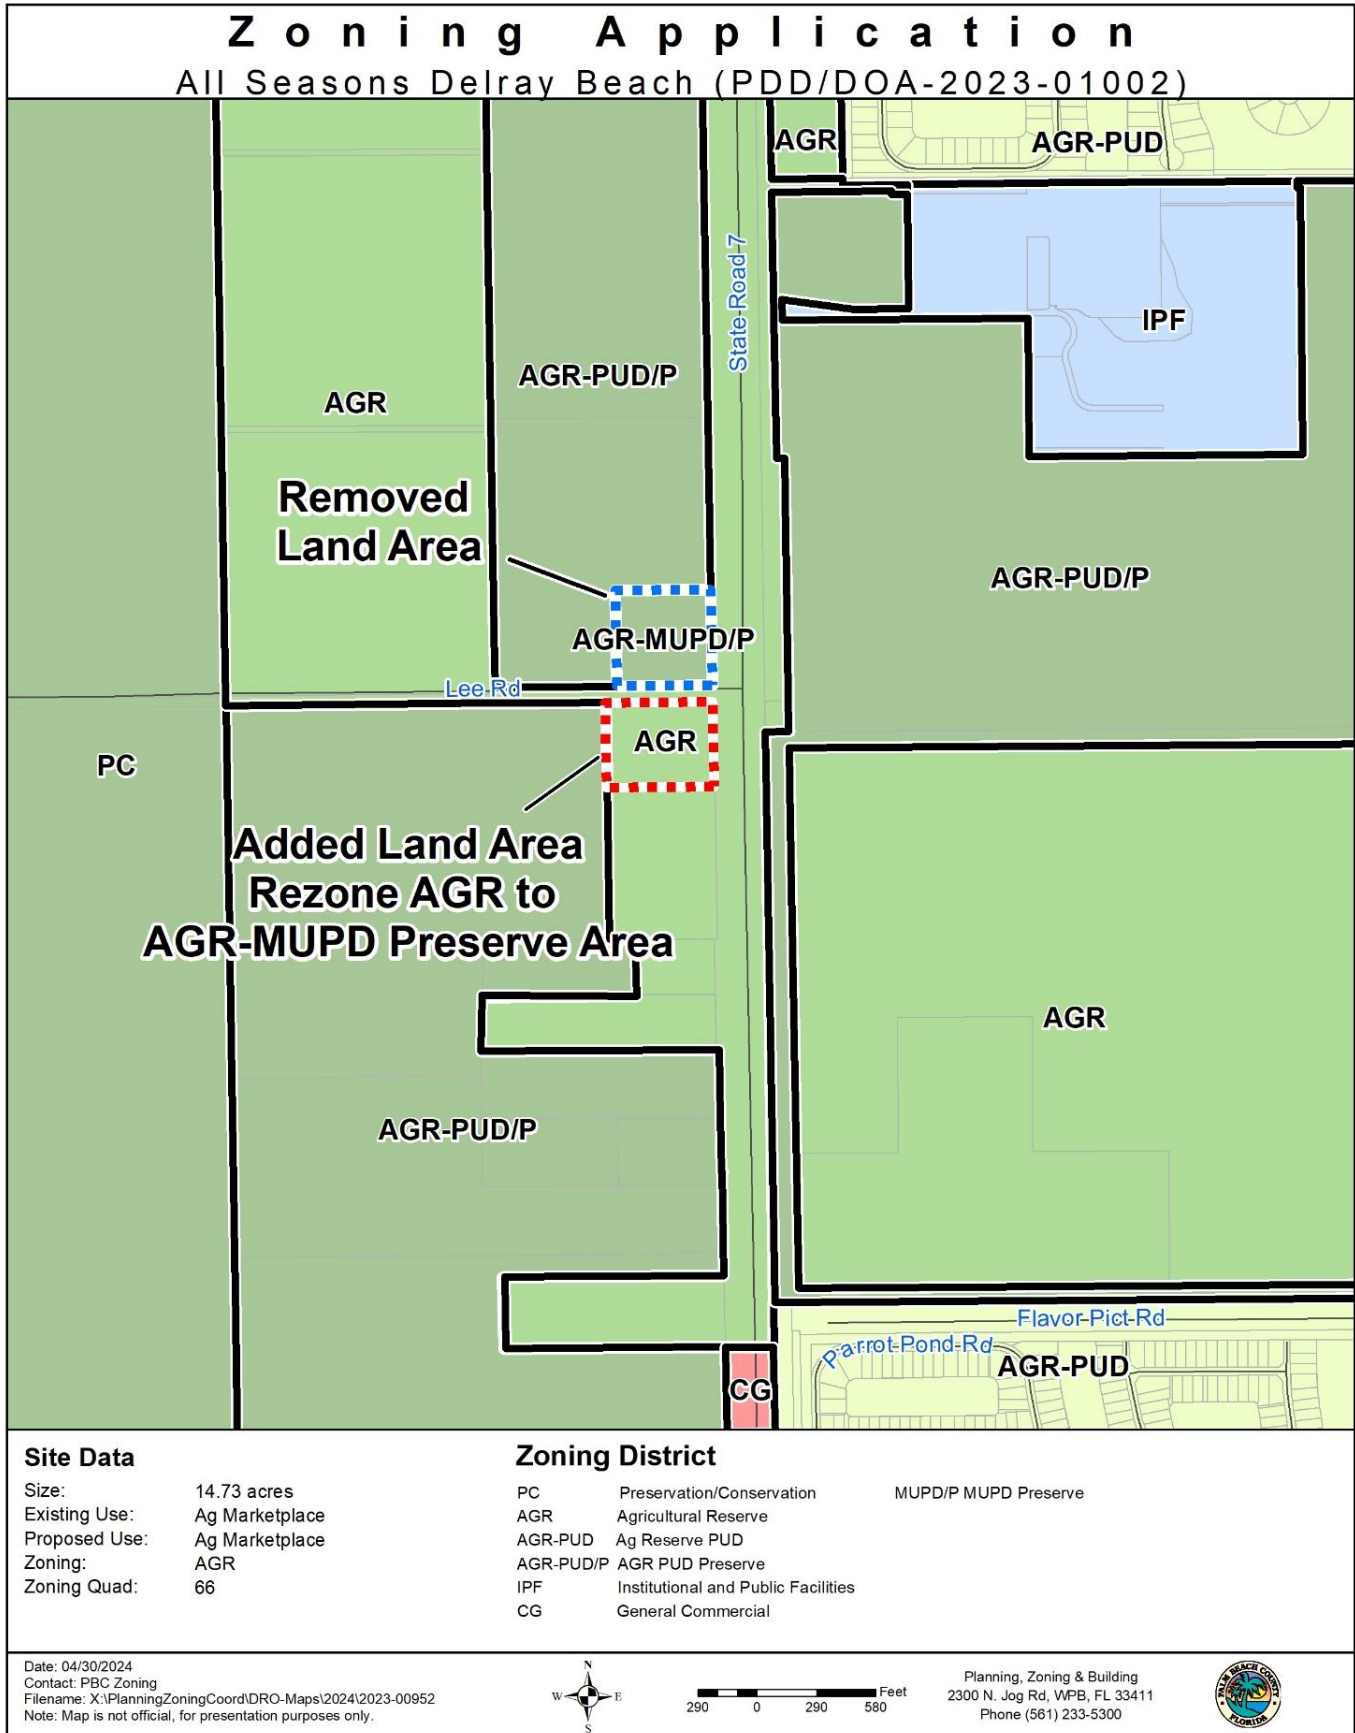 Zoning Application
All Seasons Delray Beach (PDD/DOA-2023-01002)
AGR
AGR-PUD
State Road 7
IPF
AGR-PUD/P
AGR
Removed
Land Area
AGR-PUD/P
AGR-MUPD/P
Lee Rd
AGR
PC
Added Land Area
Rezone AGR to
AGR-MUPD Preserve Area
AGR
AGR-PUD/P
Flavor Pict Rd
Parrot Pond Rd
AGR-PUD
CG
Site Data
Size: 14.73 acres
Existing Use: Ag Marketplace
Proposed Use: Ag Marketplace
Zoning: AGR
Zoning Quad: 66
Zoning District
PC Preservation/Conservation MUPD/P MUPD Preserve
AGR Agricultural Reserve
AGR-PUD Ag Reserve PUD
AGR-PUD/P AGR PUD Preserve
IPF Institutional and Public Facilities
CG General Commercial
Date: 04/30/2024
Contact: PBC Zoning
Filename: X:\PlanningZoningCoord\DRO-Maps\2024\2023-00952
Note: Map is not official, for presentation purposes only.
N
W E
S
Feet
290 0 290 580
Planning, Zoning & Building
2300 N. Jog Rd, WPB, FL 33411
Phone (561) 233-5300
PALM BEACH COUNTY
FLORIDA